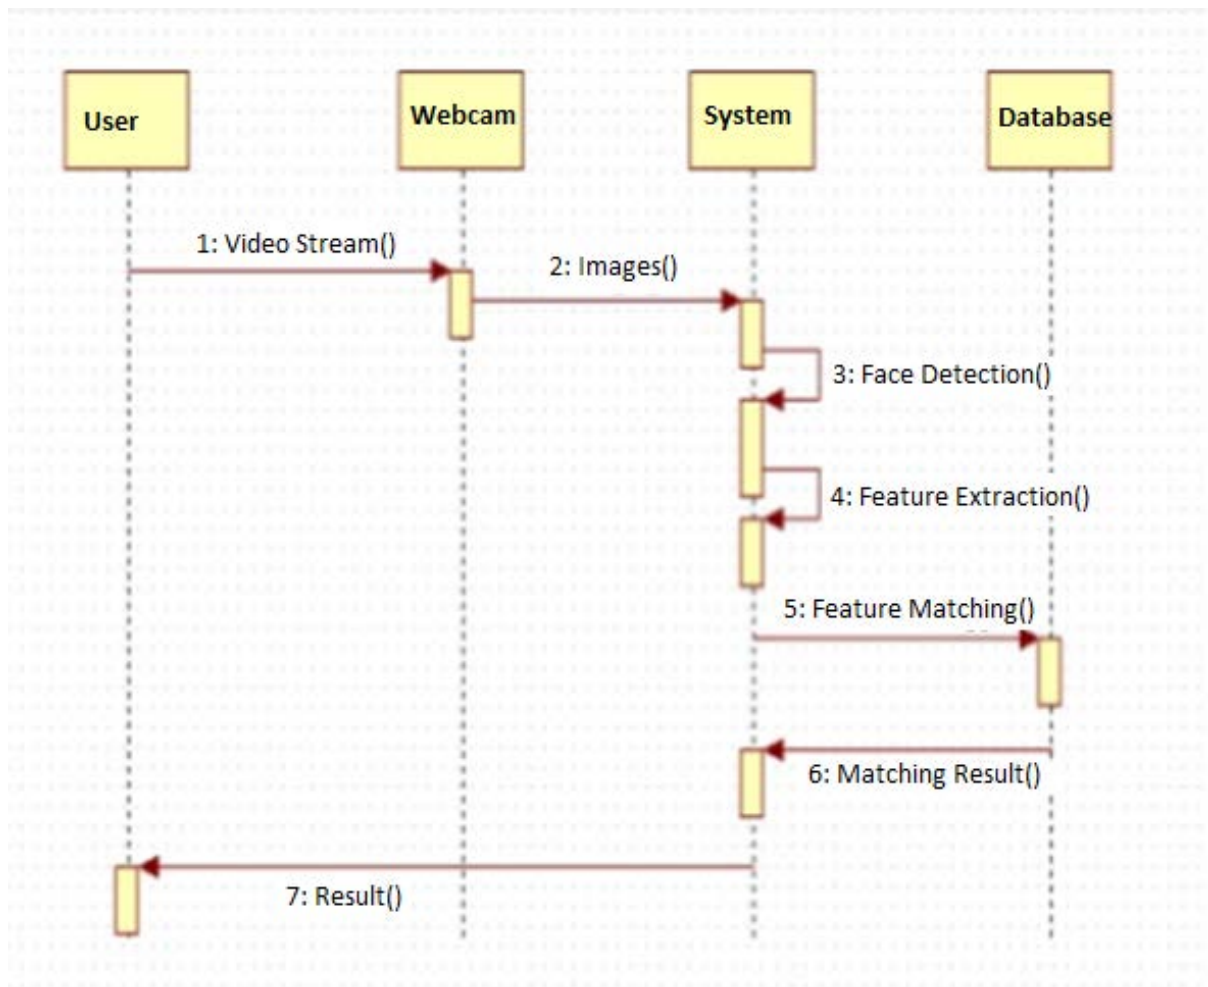 User
Webcam
System
Database
1: Video Stream()
2: Images()
3: Face Detection()
4: Feature Extraction()
5: Feature Matching()
6: Matching Result()
7: Result()